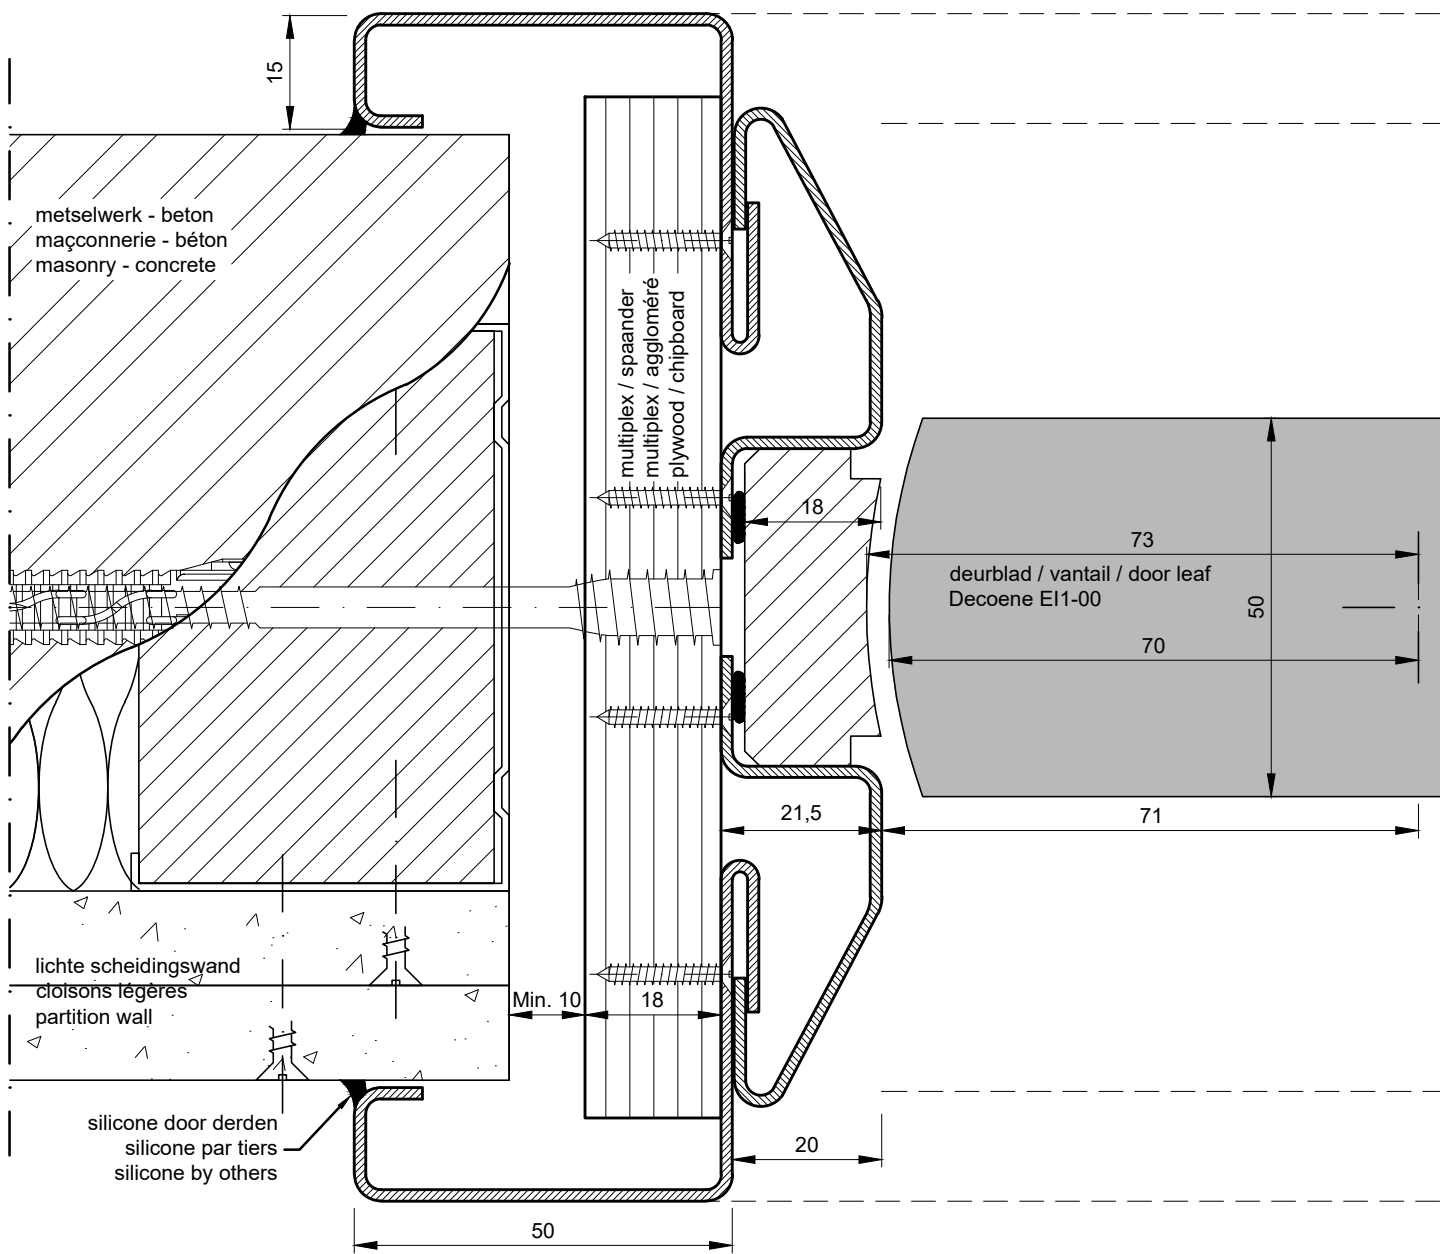 15
metselwerk - beton
maçconnerie - béton
masonry - concrete
multiplex / spaander
multiplex / aggloméré
plywood / chipboard
18
73
deurblad / vantail / door leaf
Decoene EI1-00
50
70
21,5
71
lichte scheidingswand
cloisons légères
partition wall
Min. 10
18
silicone door derden
silicone par tiers
silicone by others
20
50